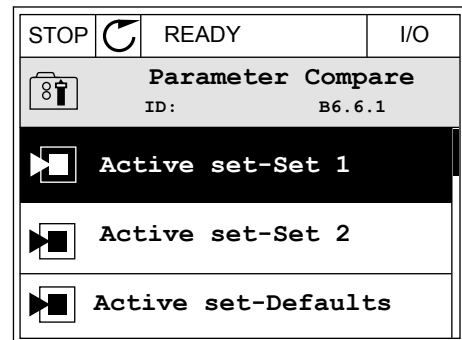 STOP READY I/O
Parameter Compare
ID: B6.6.1
Active set-Set 1
Active set-Set 2
Active set-Defaults